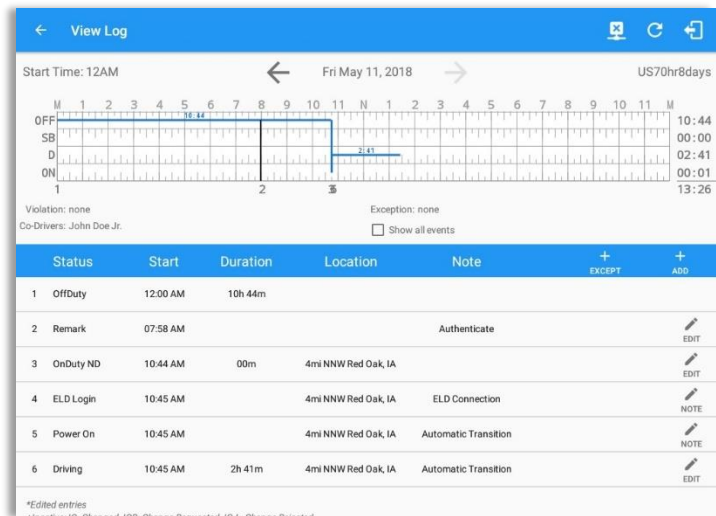 View Log
Start Time: 12AM Fri May 11, 2018 US70hr8days
M 1 2 3 4 5 6 7 8 9 10 11 N 1 2 3 4 5 6 7 8 9 10 11 M
OFF 10:44 10:44
SB 00:00
D 2:41 02:41
ON 00:01
1 2 3 13:26
Violation: none Exception: none
Co-Drivers: John Doe Jr. Show all events
Status Start Duration Location Note + EXCEPT + ADD
1 OffDuty 12:00 AM 10h 44m
2 Remark 07:58 AM Authenticate EDIT
3 OnDuty ND 10:44 AM 00m 4mi NNW Red Oak, IA EDIT
4 ELD Login 10:45 AM 4mi NNW Red Oak, IA ELD Connection NOTE
5 Power On 10:45 AM 4mi NNW Red Oak, IA Automatic Transition NOTE
6 Driving 10:45 AM 2h 41m 4mi NNW Red Oak, IA Automatic Transition EDIT
*Edited entries